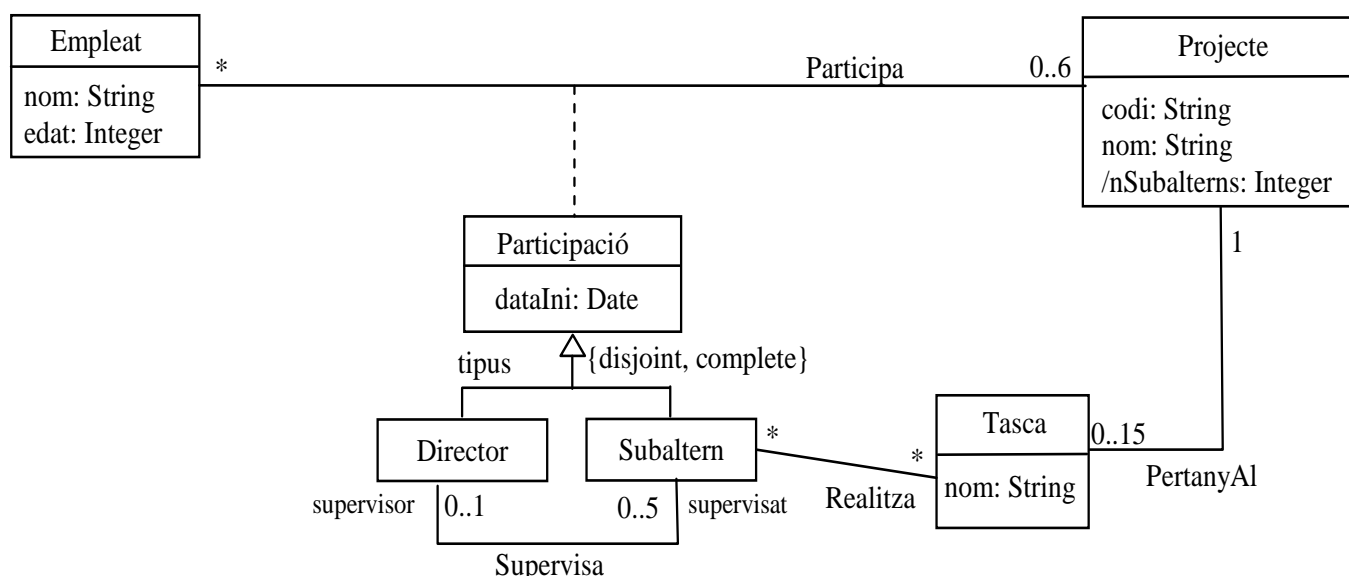 Empleat
nom: String
edat: Integer
*
Participa
0..6
Projecte
codi: String
nom: String
/nSubalterns: Integer
1
Participació
dataIni: Date
tipus
{disjoint, complete}
Director
Subaltern
*
*
Realitza
Tasca
nom: String
0..15
PertanyAl
supervisor
0..1
0..5
supervisat
Supervisa